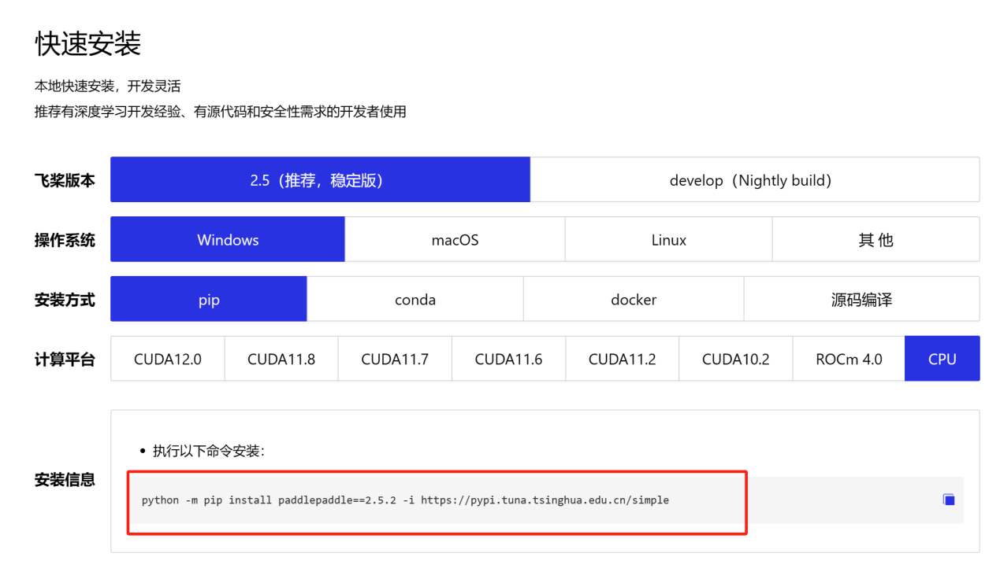 快速安装
本地快速安装，开发灵活
推荐有深度学习开发经验、有源代码和安全性需求的开发者使用
飞桨版本 2.5（推荐，稳定版） develop（Nightly build）
操作系统 Windows macOS Linux 其他
安装方式 pip conda docker 源码编译
计算平台 CUDA12.0 CUDA11.8 CUDA11.7 CUDA11.6 CUDA11.2 CUDA10.2 ROCm 4.0 CPU
• 执行以下命令安装：
安装信息
python -m pip install paddlepaddle==2.5.2 -i https://pypi.tuna.tsinghua.edu.cn/simple